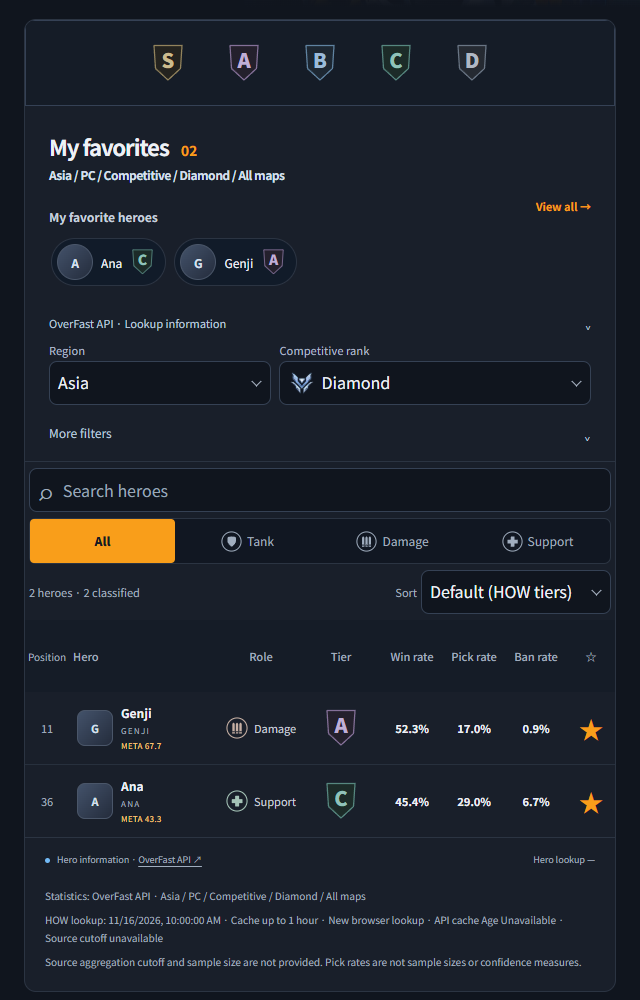 S A B C D
My favorites 02
Asia / PC / Competitive / Diamond / All maps
View all →
My favorite heroes
A Ana C G Genji A
OverFast API · Lookup information
Region Competitive rank
Asia Diamond
More filters
Search heroes
All Tank Damage Support
2 heroes · 2 classified Sort Default (HOW tiers)
Position Hero Role Tier Win rate Pick rate Ban rate ☆
11 G Genji Damage A 52.3% 17.0% 0.9% ★
GENJI
META 67.7
36 A Ana Support C 45.4% 29.0% 6.7% ★
ANA
META 43.3
Hero information · OverFast API ↗ Hero lookup —
Statistics: OverFast API · Asia / PC / Competitive / Diamond / All maps
HOW lookup: 11/16/2026, 10:00:00 AM · Cache up to 1 hour · New browser lookup · API cache Age Unavailable ·
Source cutoff unavailable
Source aggregation cutoff and sample size are not provided. Pick rates are not sample sizes or confidence measures.